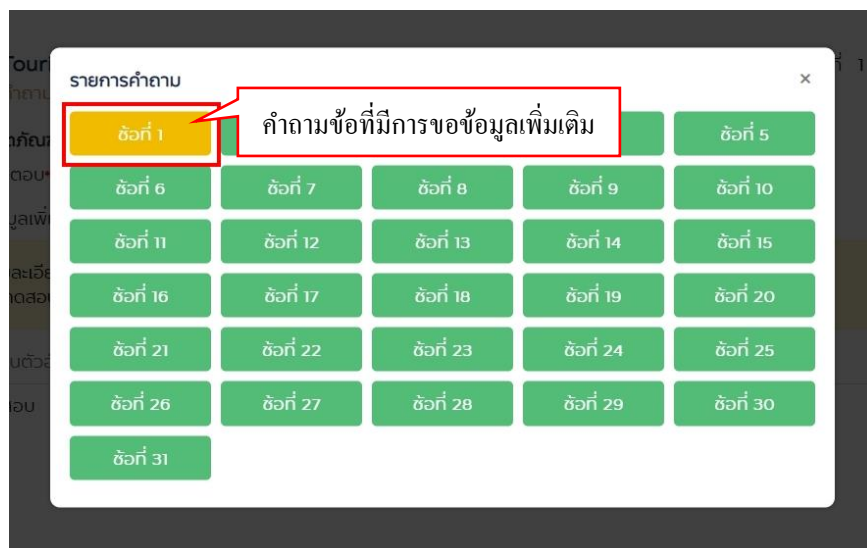 รายการคำถาม
×
ที่ 1
คำถามข้อที่มีการขอข้อมูลเพิ่มเติม
ข้อที่ 1
ข้อที่ 5
ข้อที่ 6 ข้อที่ 7 ข้อที่ 8 ข้อที่ 9 ข้อที่ 10
ข้อที่ 11 ข้อที่ 12 ข้อที่ 13 ข้อที่ 14 ข้อที่ 15
ข้อที่ 16 ข้อที่ 17 ข้อที่ 18 ข้อที่ 19 ข้อที่ 20
ข้อที่ 21 ข้อที่ 22 ข้อที่ 23 ข้อที่ 24 ข้อที่ 25
ข้อที่ 26 ข้อที่ 27 ข้อที่ 28 ข้อที่ 29 ข้อที่ 30
ข้อที่ 31